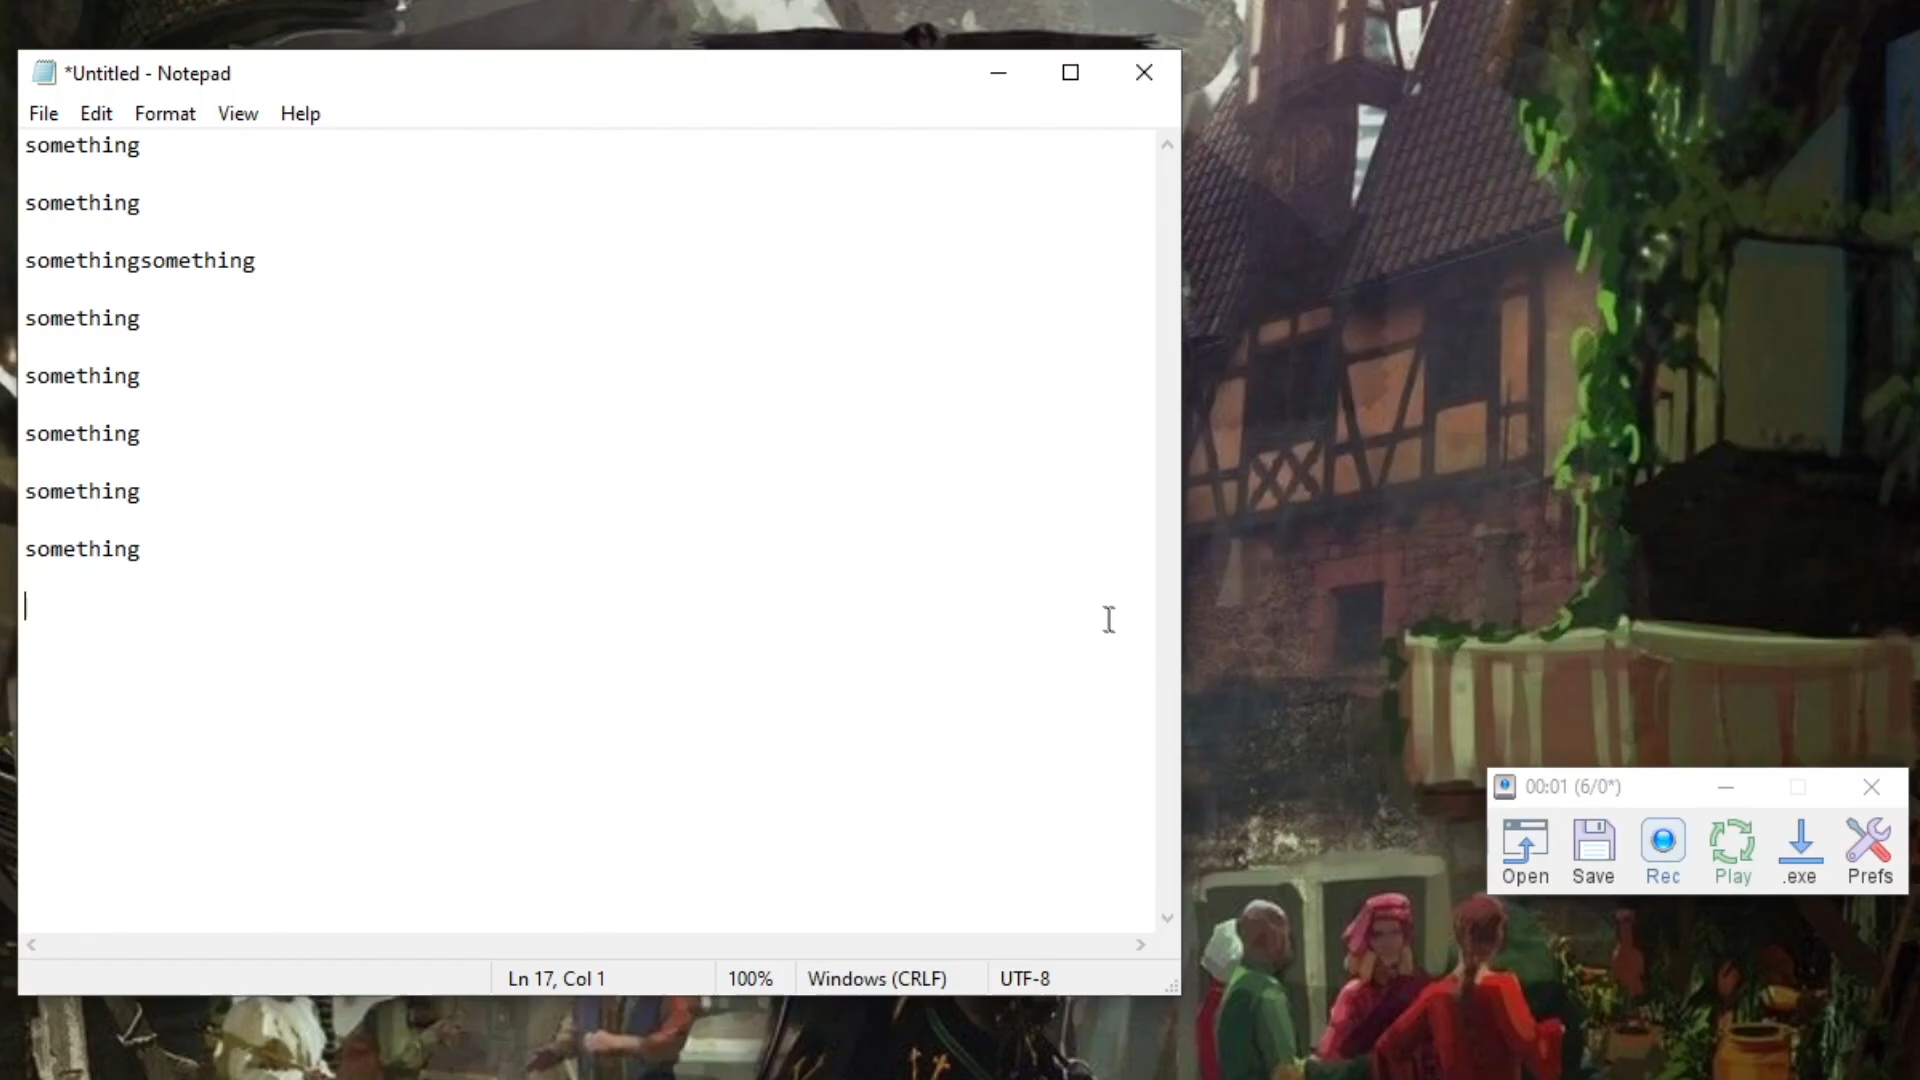 *Untitled - Notepad
File Edit Format View Help
something
something
somethingsomething
something
something
something
something
something
Ln 17, Col 1 100% Windows (CRLF) UTF-8
00:01 (6/0*)
Open Save Rec Play .exe Prefs